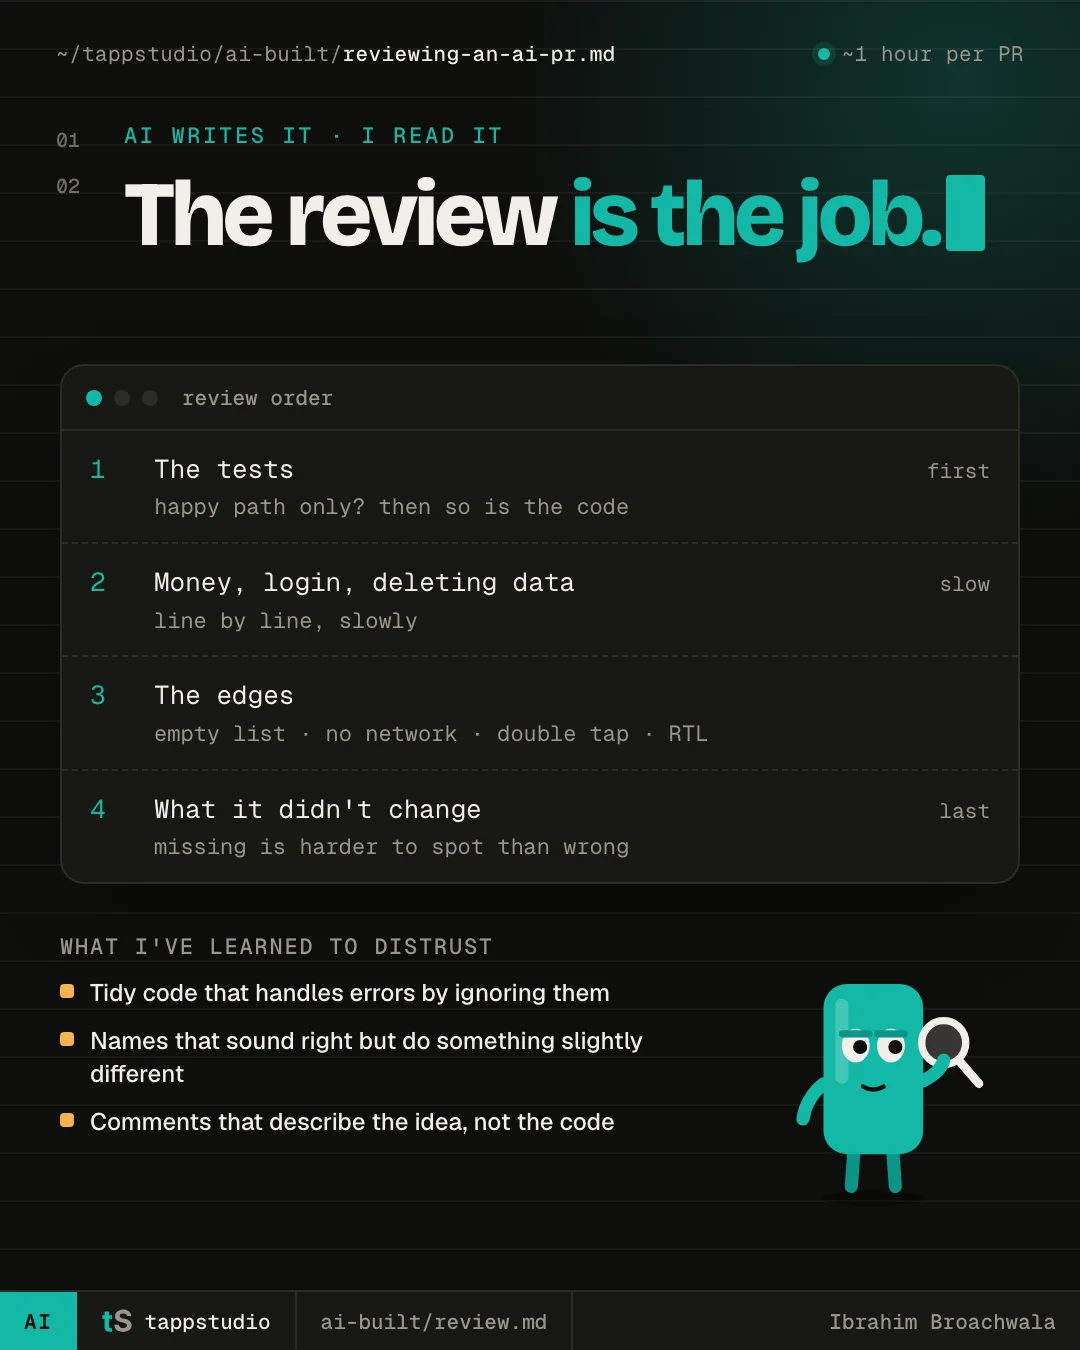 ~/tappstudio/ai-built/reviewing-an-ai-pr.md
~1 hour per PR
01
AI WRITES IT · I READ IT
02
The review is the job.
review order
1
The tests
first
happy path only? then so is the code
2
Money, login, deleting data
slow
line by line, slowly
3
The edges
empty list · no network · double tap · RTL
4
What it didn't change
last
missing is harder to spot than wrong
WHAT I'VE LEARNED TO DISTRUST
Tidy code that handles errors by ignoring them
Names that sound right but do something slightly
different
Comments that describe the idea, not the code
AI
tS tappstudio
ai-built/review.md
Ibrahim Broachwala